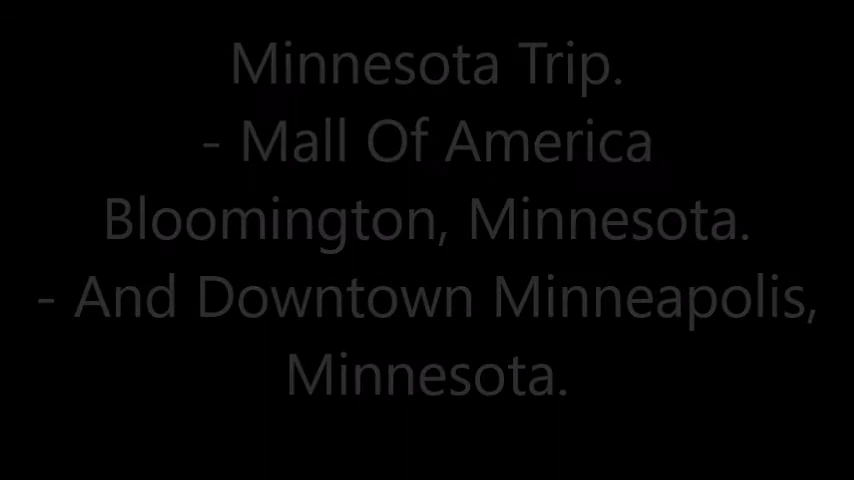 Minnesota Trip.
- Mall Of America
Bloomington, Minnesota.
- And Downtown Minneapolis,
Minnesota.